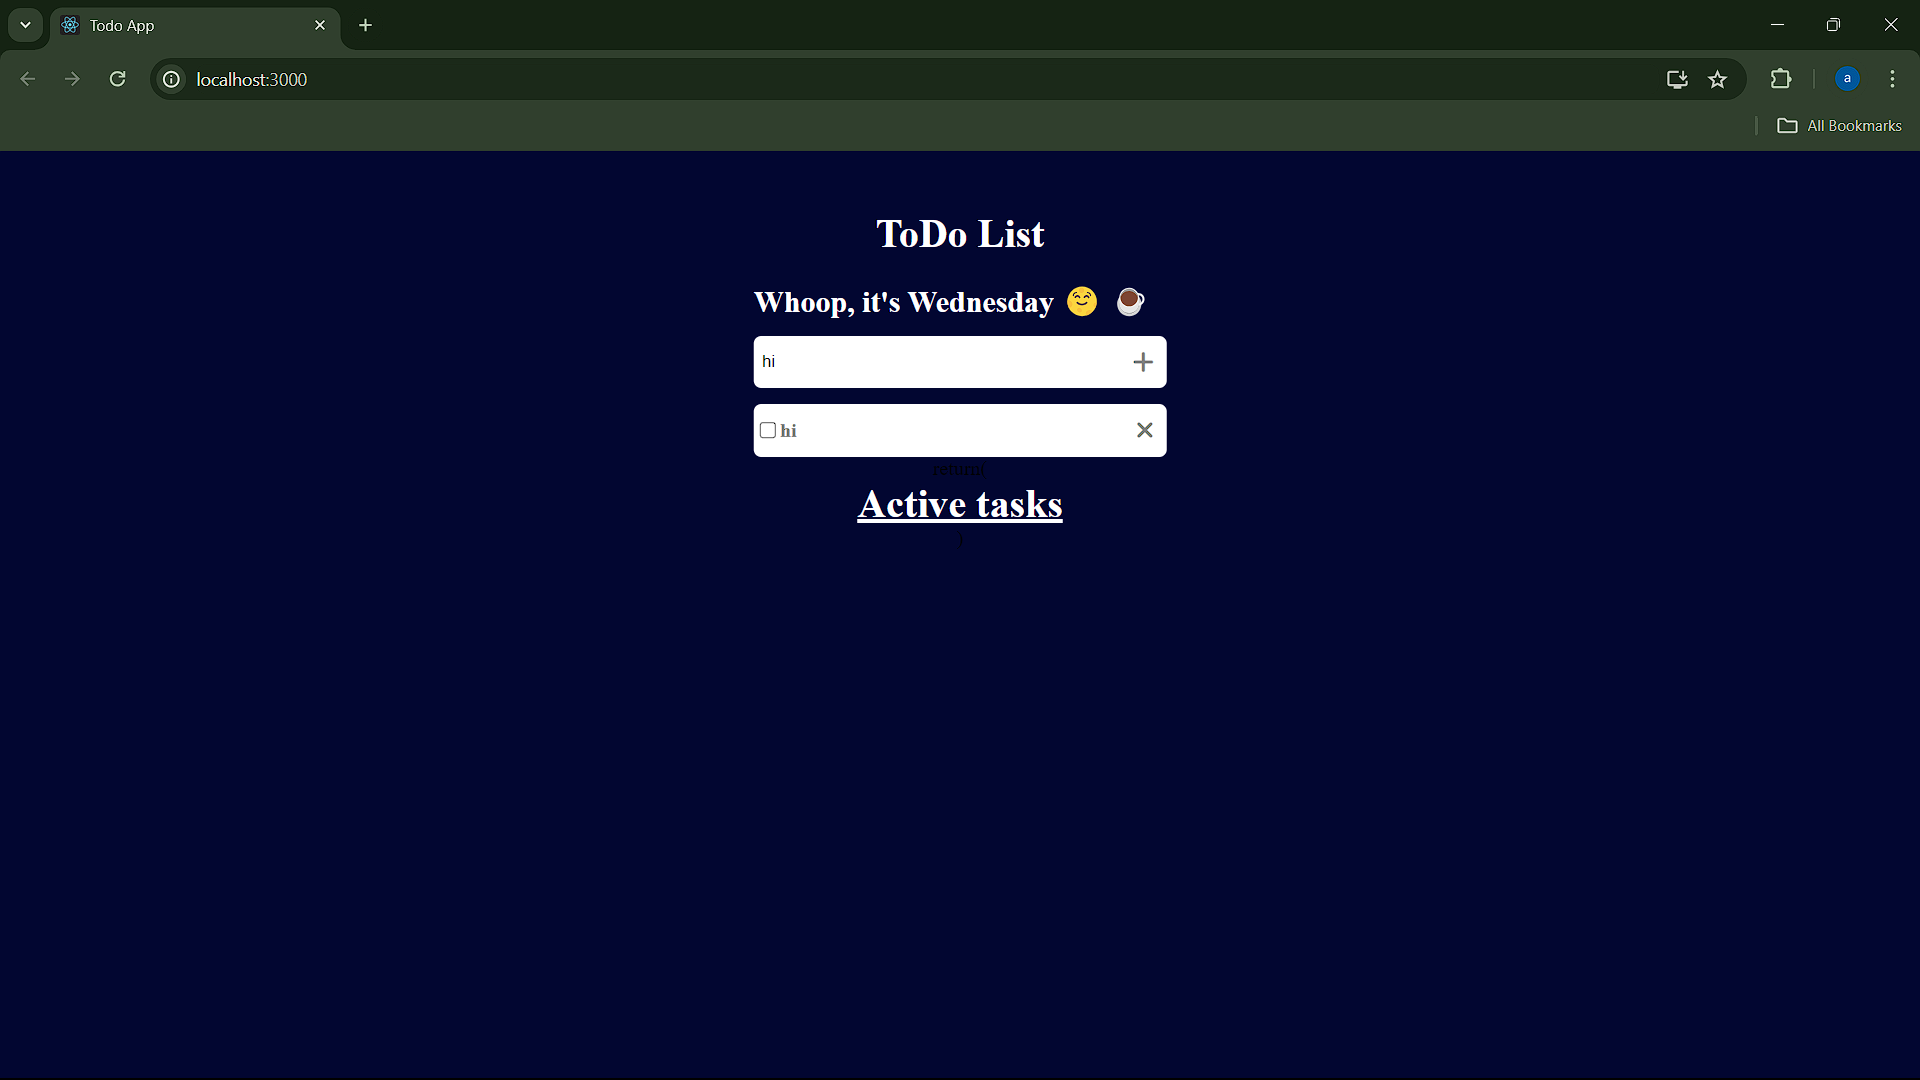 Todo App
localhost:3000
a
All Bookmarks
ToDo List
Whoop, it's Wednesday 😌 ☕
hi
hi
return(
Active tasks
)